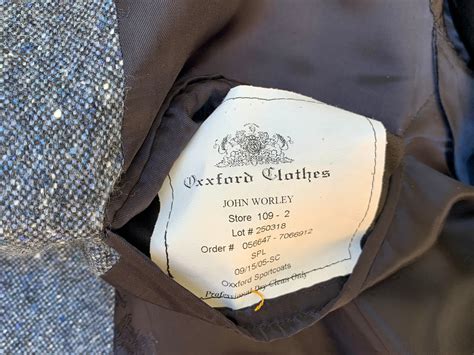 Oxxford Clothes
JOHN WORLEY
Store 109 - 2
Lot # 250318
Order # 056647 - 7066912
SPL
09/15/05-SC
Oxxford Sportcoats
Professional Dry Clean Only